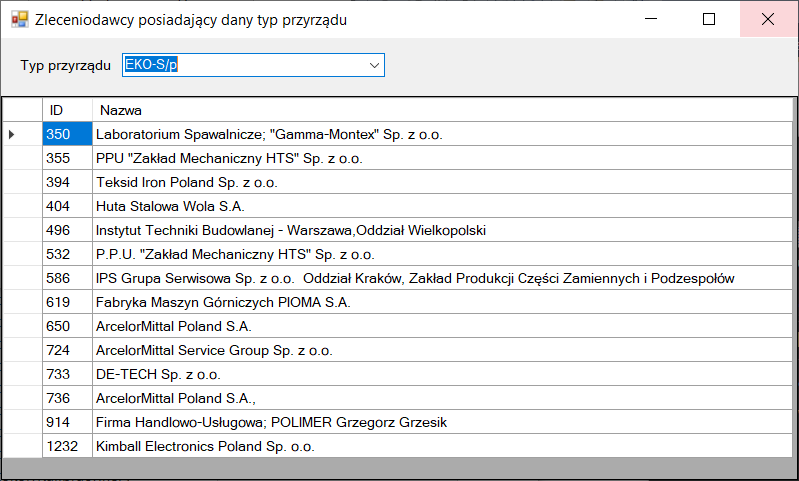 Zleceniodawcy posiadający dany typ przyrządu
Typ przyrządu EKO-S/p
ID Nazwa
350 Laboratorium Spawalnicze; "Gamma-Montex" Sp. z o.o.
355 PPU "Zakład Mechaniczny HTS" Sp. z o.o.
394 Teksid Iron Poland Sp. z o.o.
404 Huta Stalowa Wola S.A.
496 Instytut Techniki Budowlanej - Warszawa,Oddział Wielkopolski
532 P.P.U. "Zakład Mechaniczny HTS" Sp. z o.o.
586 IPS Grupa Serwisowa Sp. z o.o.  Oddział Kraków, Zakład Produkcji Części Zamiennych i Podzespołów
619 Fabryka Maszyn Górniczych PIOMA S.A.
650 ArcelorMittal Poland S.A.
724 ArcelorMittal Service Group Sp. z o.o.
733 DE-TECH Sp. z o.o.
736 ArcelorMittal Poland S.A.,
914 Firma Handlowo-Usługowa; POLIMER Grzegorz Grzesik
1232 Kimball Electronics Poland Sp. o.o.